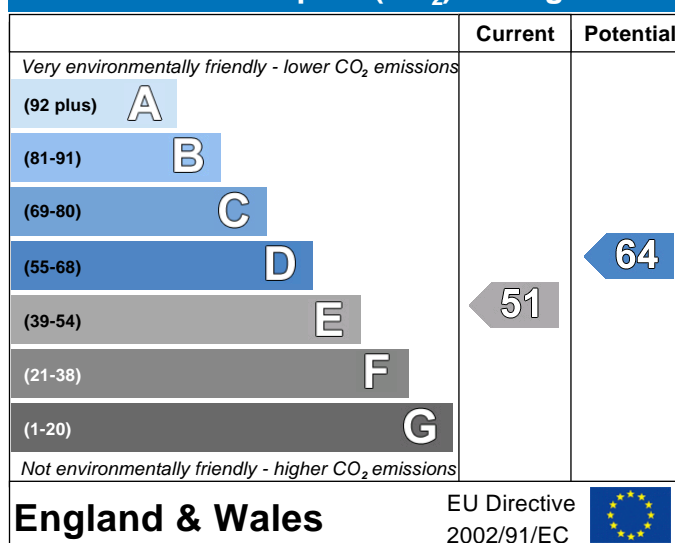 Current Potential
Very environmentally friendly - lower CO₂ emissions
(92 plus) A
(81-91) B
(69-80) C
(55-68) D
64
(39-54) E
51
(21-38) F
(1-20) G
Not environmentally friendly - higher CO₂ emissions
England & Wales
EU Directive
2002/91/EC